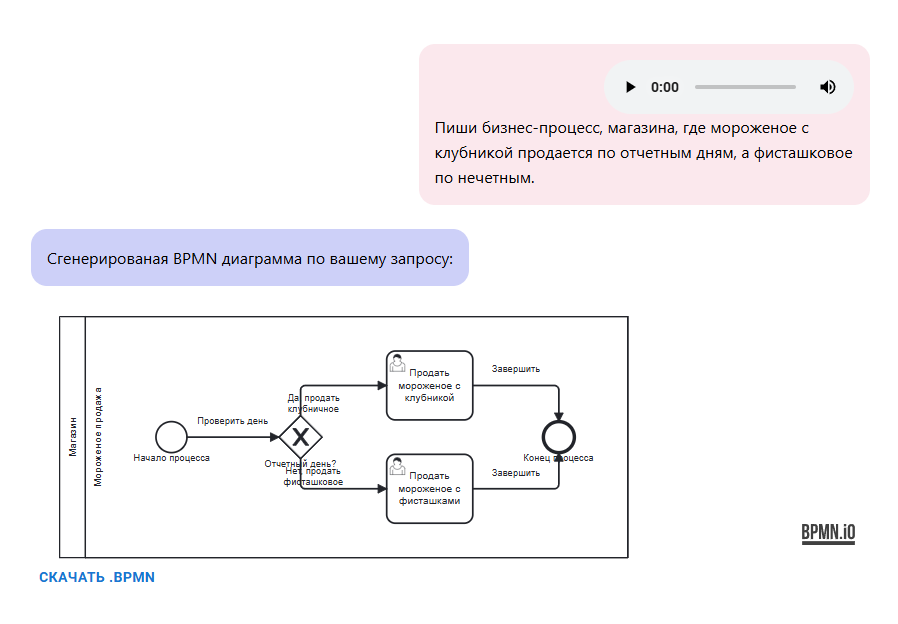 0:00
Пиши бизнес-процесс, магазина, где мороженое с
клубникой продается по отчетным дням, а фисташковое
по нечетным.
Сгенерированая BPMN диаграмма по вашему запросу:
Магазин
Мороженое продажа
Начало процесса
Проверить день
Да, продать
клубничное
Отчетный день?
Нет, продать
фисташковое
Продать
мороженое с
клубникой
Завершить
Продать
мороженое с
фисташками
Завершить
Конец процесса
BPMN.iO
СКАЧАТЬ .BPMN